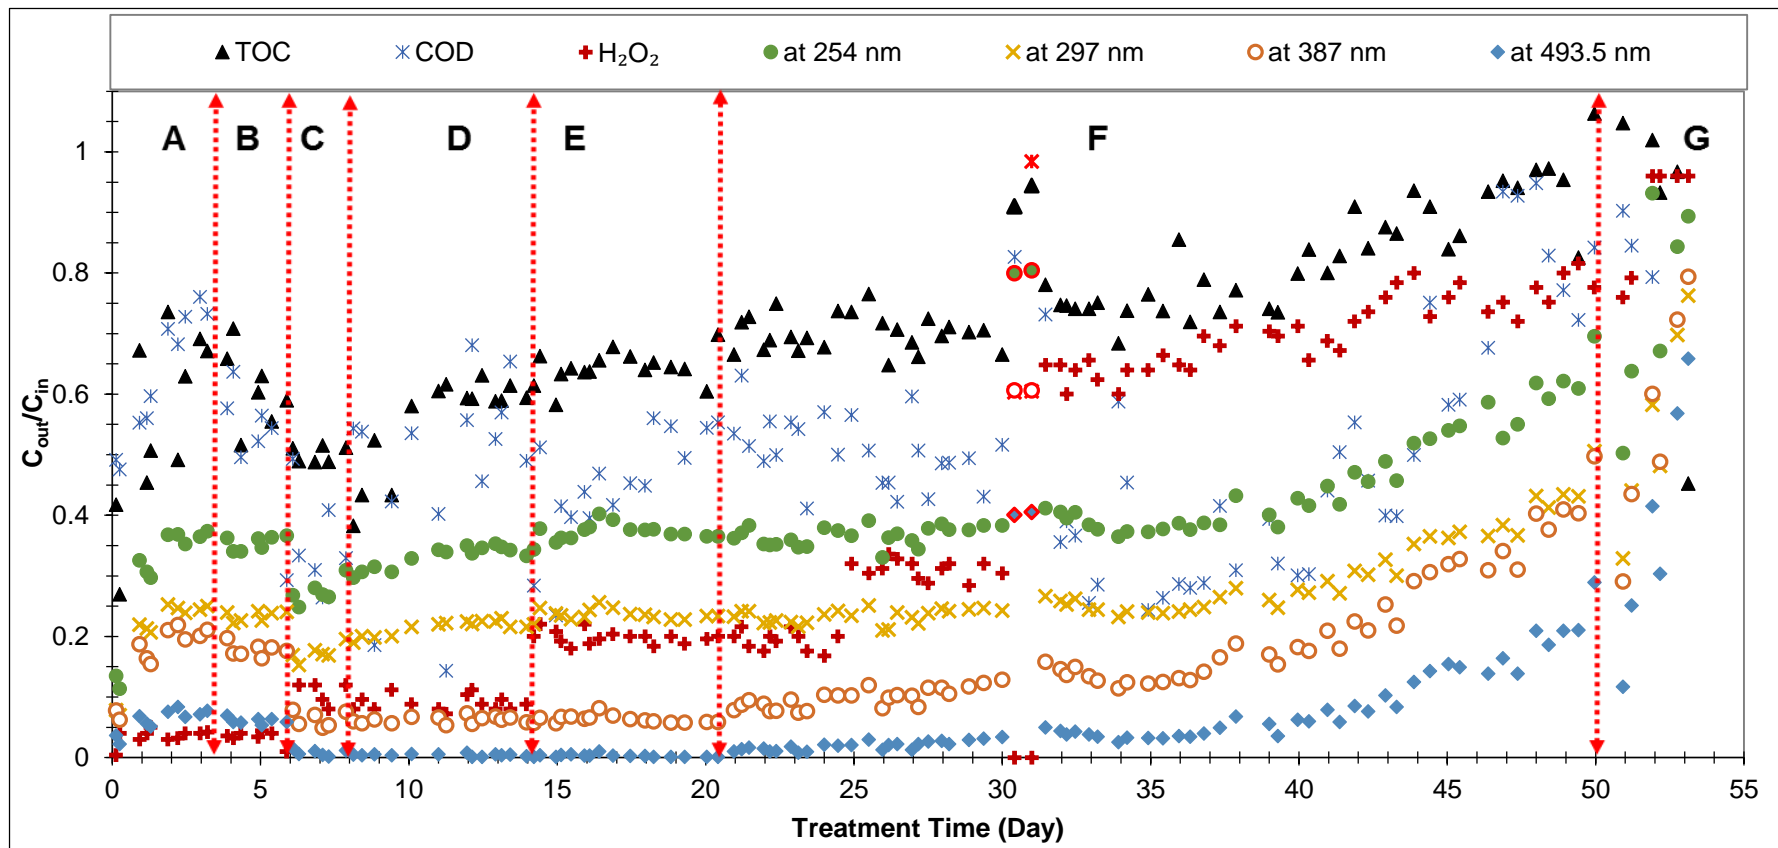 TOC COD H₂O₂ at 254 nm at 297 nm at 387 nm at 493.5 nm
A B C D E F G
1
0.8
0.6
0.4
0.2
0
C_out/C_in
0 5 10 15 20 25 30 35 40 45 50 55
Treatment Time (Day)